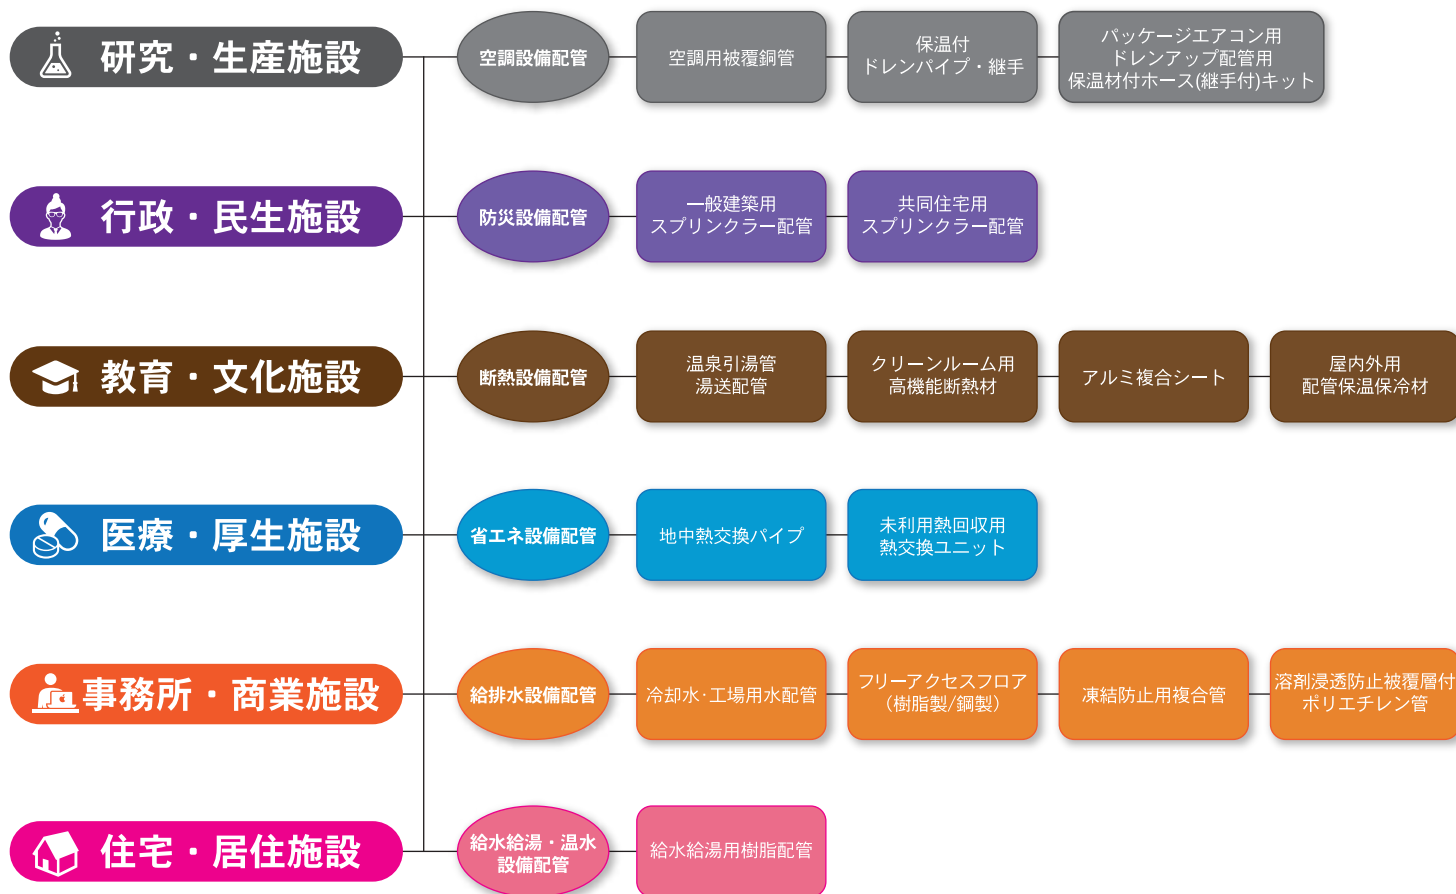 研究・生産施設
空調設備配管
空調用被覆銅管
保温付
ドレンパイプ・継手
パッケージエアコン用
ドレンアップ配管用
保温材付ホース(継手付)キット
行政・民生施設
防災設備配管
一般建築用
スプリンクラー配管
共同住宅用
スプリンクラー配管
教育・文化施設
断熱設備配管
温泉引湯管
湯送配管
クリーンルーム用
高機能断熱材
アルミ複合シート
屋内外用
配管保温保冷材
医療・厚生施設
省エネ設備配管
地中熱交換パイプ
未利用熱回収用
熱交換ユニット
事務所・商業施設
給排水設備配管
冷却水・工場用水配管
フリーアクセスフロア
（樹脂製/鋼製）
凍結防止用複合管
溶剤浸透防止被覆層付
ポリエチレン管
住宅・居住施設
給水給湯・温水
設備配管
給水給湯用樹脂配管